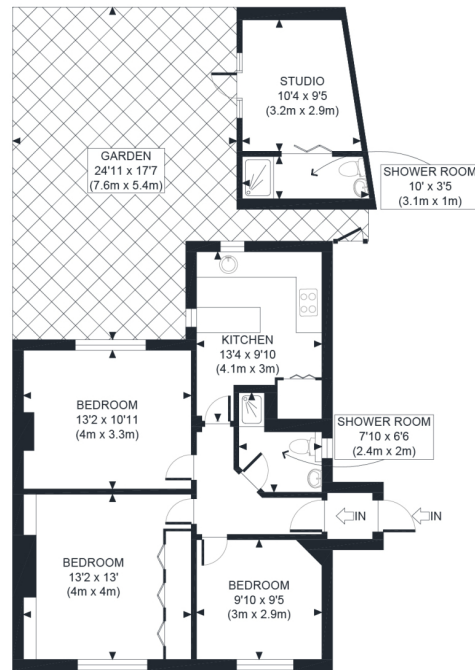 STUDIO
10'4 x 9'5
(3.2m x 2.9m)
GARDEN
24'11 x 17'7
(7.6m x 5.4m)
SHOWER ROOM
10' x 3'5
(3.1m x 1m)
KITCHEN
13'4 x 9'10
(4.1m x 3m)
BEDROOM
13'2 x 10'11
(4m x 3.3m)
SHOWER ROOM
7'10 x 6'6
(2.4m x 2m)
IN
IN
BEDROOM
13'2 x 13'
(4m x 4m)
BEDROOM
9'10 x 9'5
(3m x 2.9m)